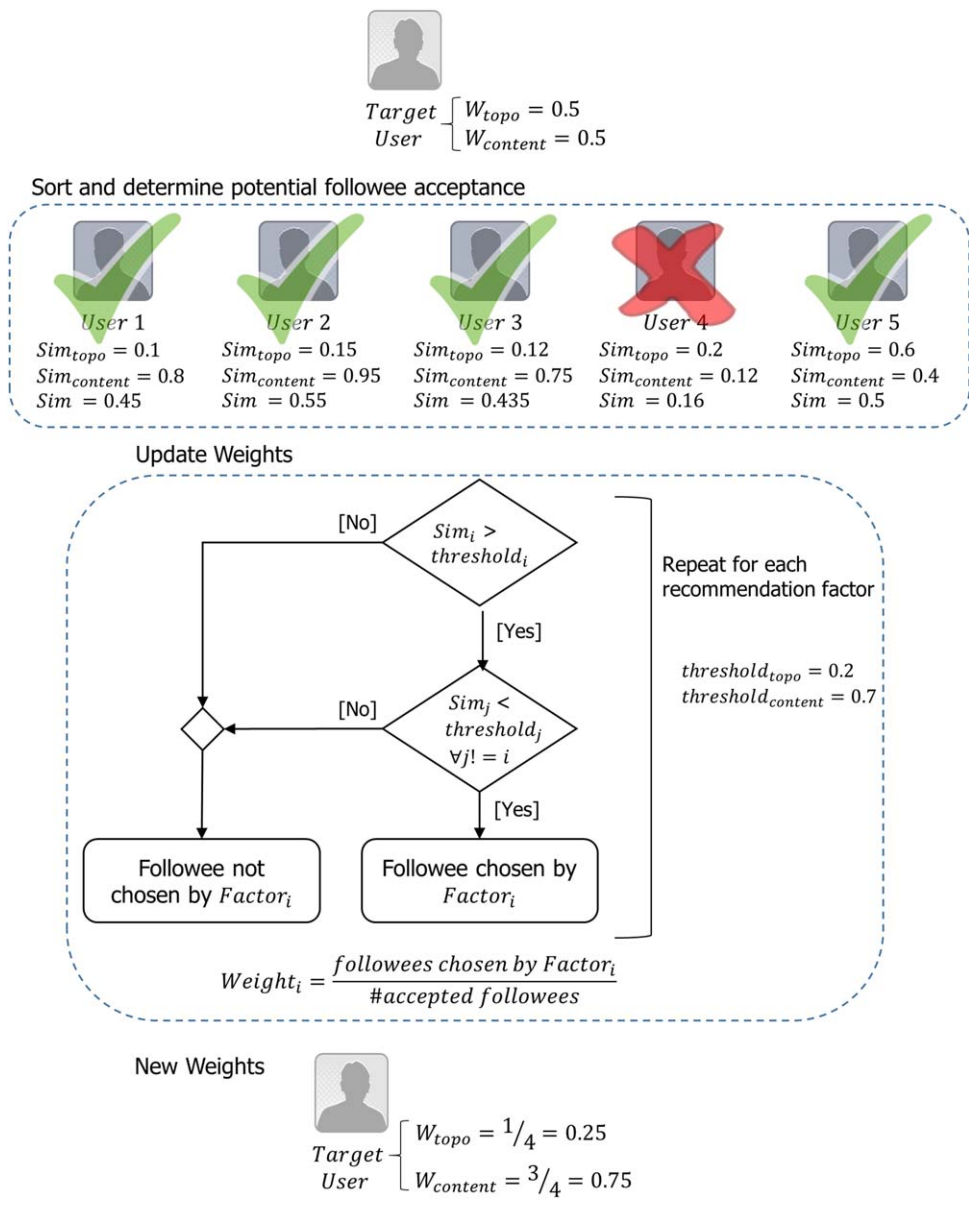 Target User W_topo = 0.5
W_content = 0.5
Sort and determine potential followee acceptance
User 1
Sim_topo = 0.1
Sim_content = 0.8
Sim = 0.45
User 2
Sim_topo = 0.15
Sim_content = 0.95
Sim = 0.55
User 3
Sim_topo = 0.12
Sim_content = 0.75
Sim = 0.435
User 4
Sim_topo = 0.2
Sim_content = 0.12
Sim = 0.16
User 5
Sim_topo = 0.6
Sim_content = 0.4
Sim = 0.5
Update Weights
Sim_i >
threshold_i
[No]
[Yes]
Sim_j <
threshold_j
∀j! = i
[No]
[Yes]
Followee not
chosen by Factor_i
Followee chosen by
Factor_i
Repeat for each
recommendation factor
threshold_topo = 0.2
threshold_content = 0.7
Weight_i = followees chosen by Factor_i
#accepted followees
New Weights
Target User W_topo = 1/4 = 0.25
W_content = 3/4 = 0.75